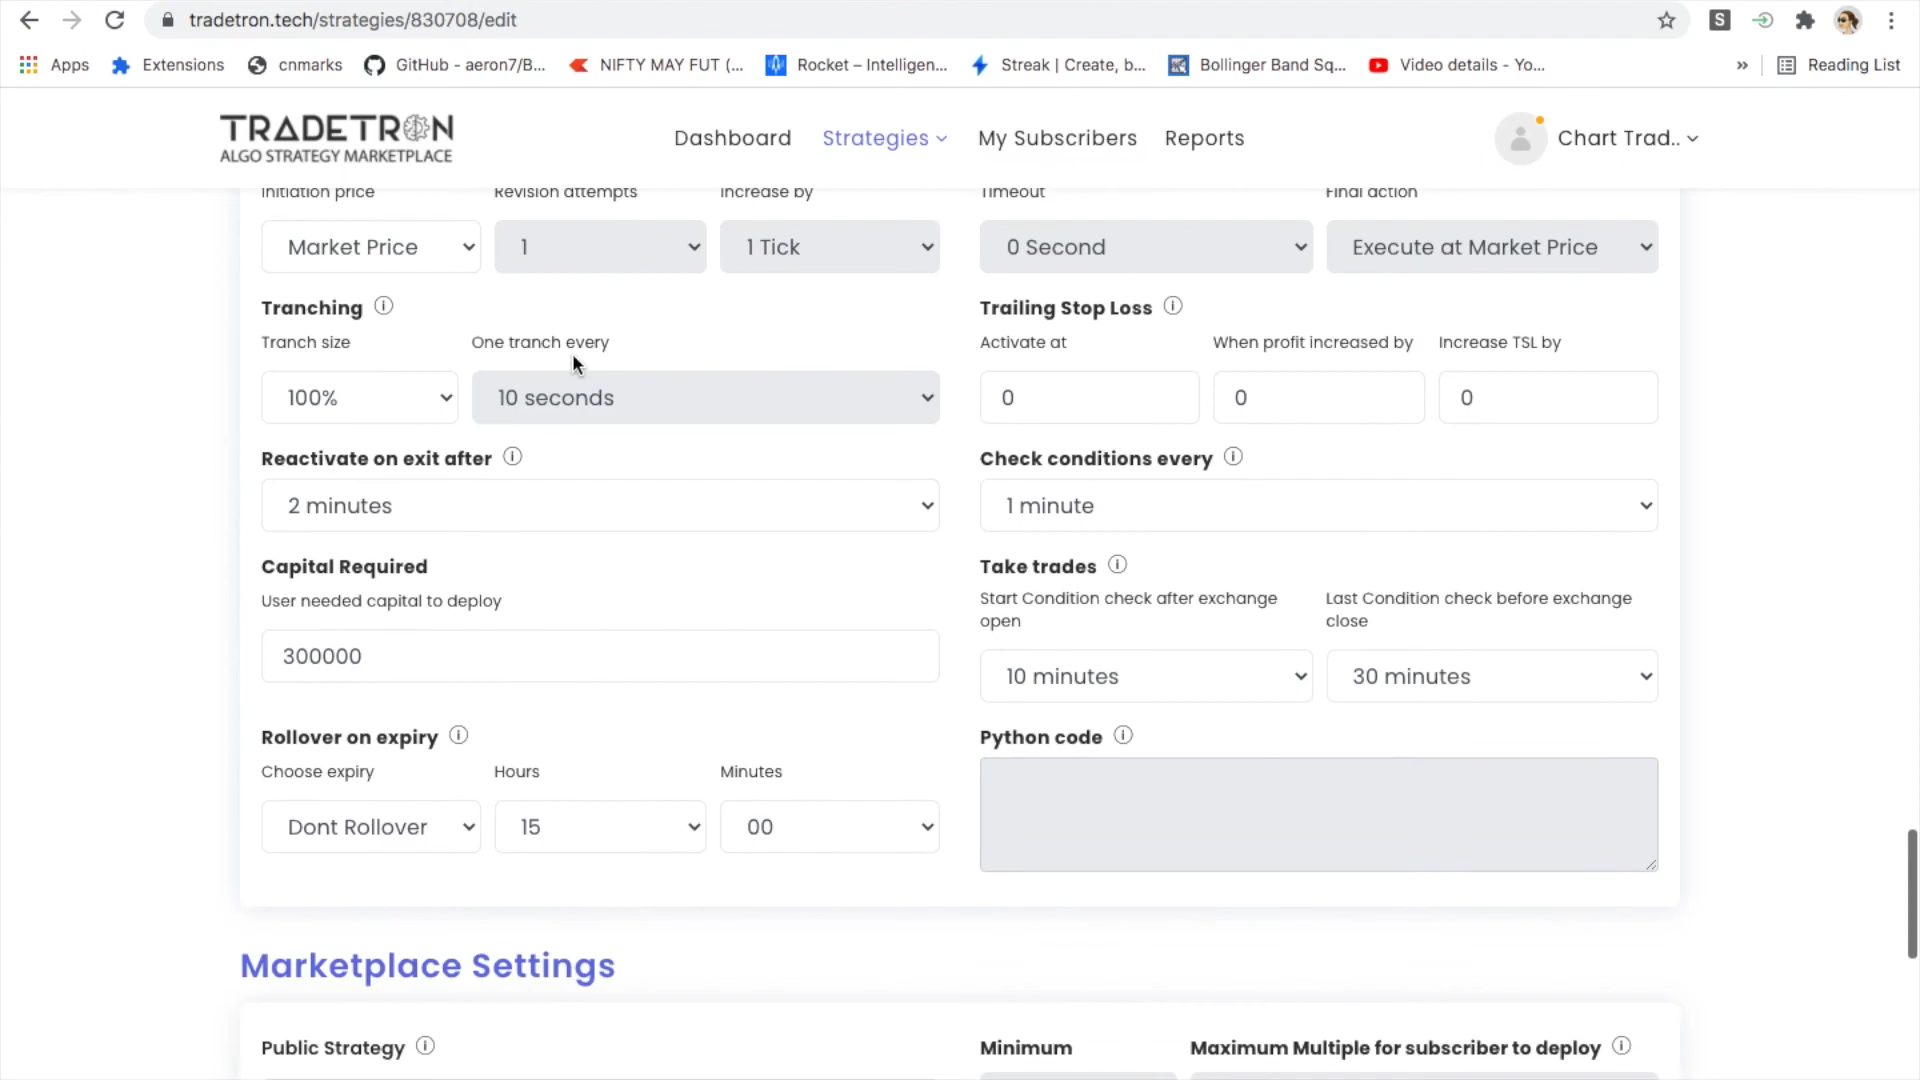 tradetron.tech/strategies/830708/edit
S
Apps
Extensions
cnmarks
GitHub - aeron7/B...
NIFTY MAY FUT (...
Rocket – Intelligen...
Streak | Create, b...
Bollinger Band Sq...
Video details - Yo...
»
Reading List
TRADETRON
ALGO STRATEGY MARKETPLACE
Dashboard
Strategies
My Subscribers
Reports
Chart Trad..
Initiation price
Revision attempts
Increase by
Timeout
Final action
Market Price
1
1 Tick
0 Second
Execute at Market Price
Tranching
Trailing Stop Loss
Tranch size
One tranch every
Activate at
When profit increased by
Increase TSL by
100%
10 seconds
0
0
0
Reactivate on exit after
Check conditions every
2 minutes
1 minute
Capital Required
Take trades
User needed capital to deploy
Start Condition check after exchange
open
Last Condition check before exchange
close
300000
10 minutes
30 minutes
Rollover on expiry
Python code
Choose expiry
Hours
Minutes
Dont Rollover
15
00
Marketplace Settings
Public Strategy
Minimum
Maximum Multiple for subscriber to deploy